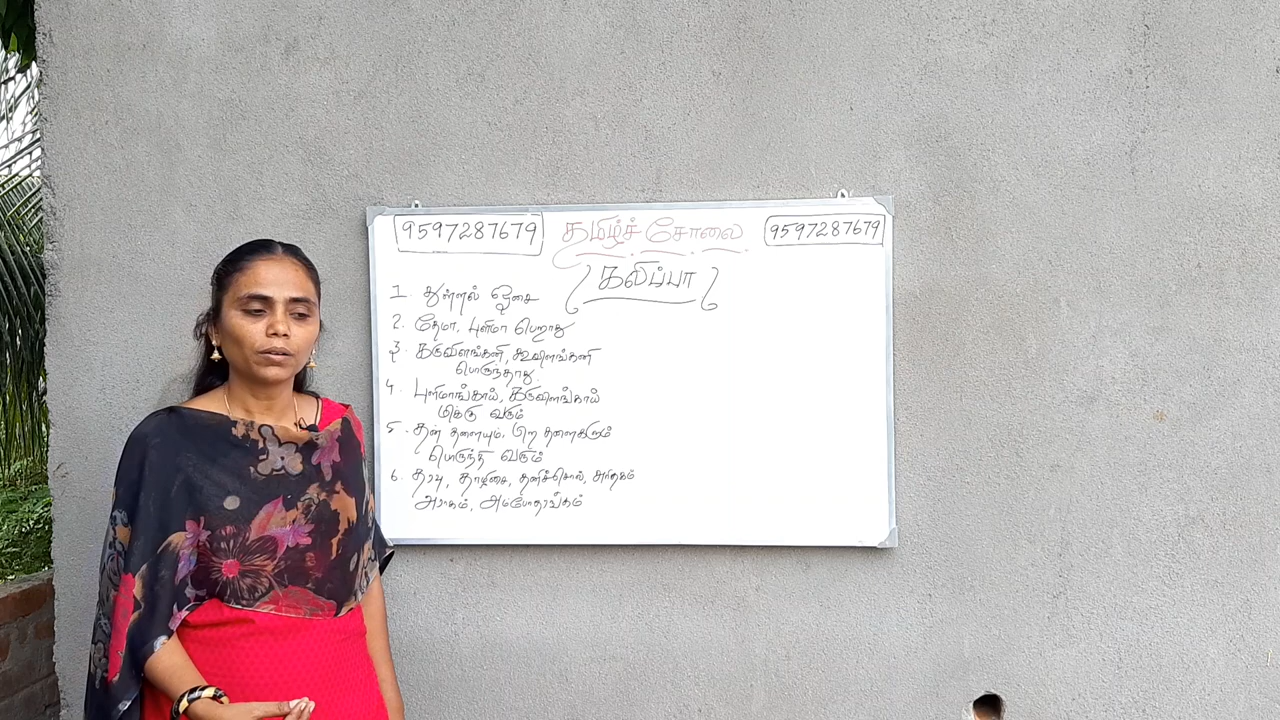 9597287679 தமிழ்ச் சோலை 9597287679
கலிப்பா
1. துள்ளல் ஓசை
2. தேமா, புளிமா பெறாது
3. கருவிளங்கனி, கூவிளங்கனி
பொருந்தாது.
4. புளிமாங்காய், கருவிளங்காய்
மிக்கு வரும்
5. தன் தளையும், பிற தளைகளும்
பொருந்தி வரும்
6. தரவு, தாழிசை, தனிச்சொல், சுரிதகம்
அராகம், அம்போதரங்கம்